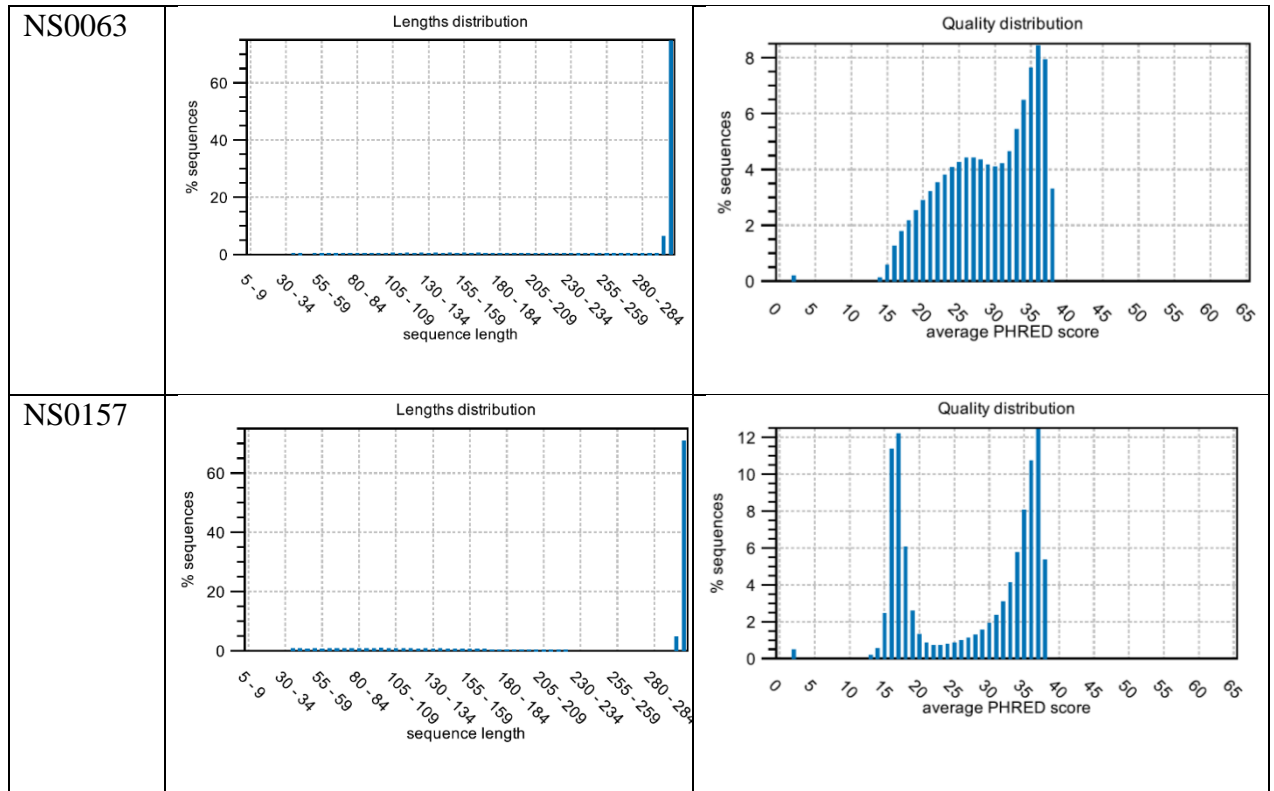 NS0063
Lengths distribution
% sequences
60
40
20
0
5 - 9
30 - 34
55 - 59
80 - 84
105 - 109
130 - 134
155 - 159
180 - 184
205 - 209
230 - 234
255 - 259
280 - 284
sequence length
Quality distribution
% sequences
8
6
4
2
0
0
5
10
15
20
25
30
35
40
45
50
55
60
65
average PHRED score
NS0157
Lengths distribution
% sequences
60
40
20
0
5 - 9
30 - 34
55 - 59
80 - 84
105 - 109
130 - 134
155 - 159
180 - 184
205 - 209
230 - 234
255 - 259
280 - 284
sequence length
Quality distribution
% sequences
12
10
8
6
4
2
0
0
5
10
15
20
25
30
35
40
45
50
55
60
65
average PHRED score